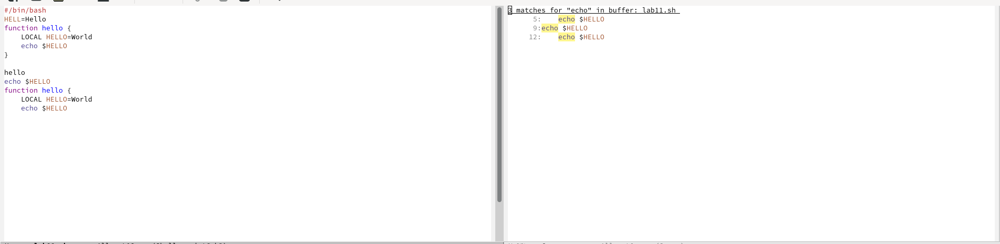 #/bin/bash
HELL=Hello
function hello {
    LOCAL HELLO=World
    echo $HELLO
}
hello
echo $HELLO
function hello {
    LOCAL HELLO=World
    echo $HELLO
3 matches for "echo" in buffer: lab11.sh
5:    echo $HELLO
9:echo $HELLO
12:    echo $HELLO